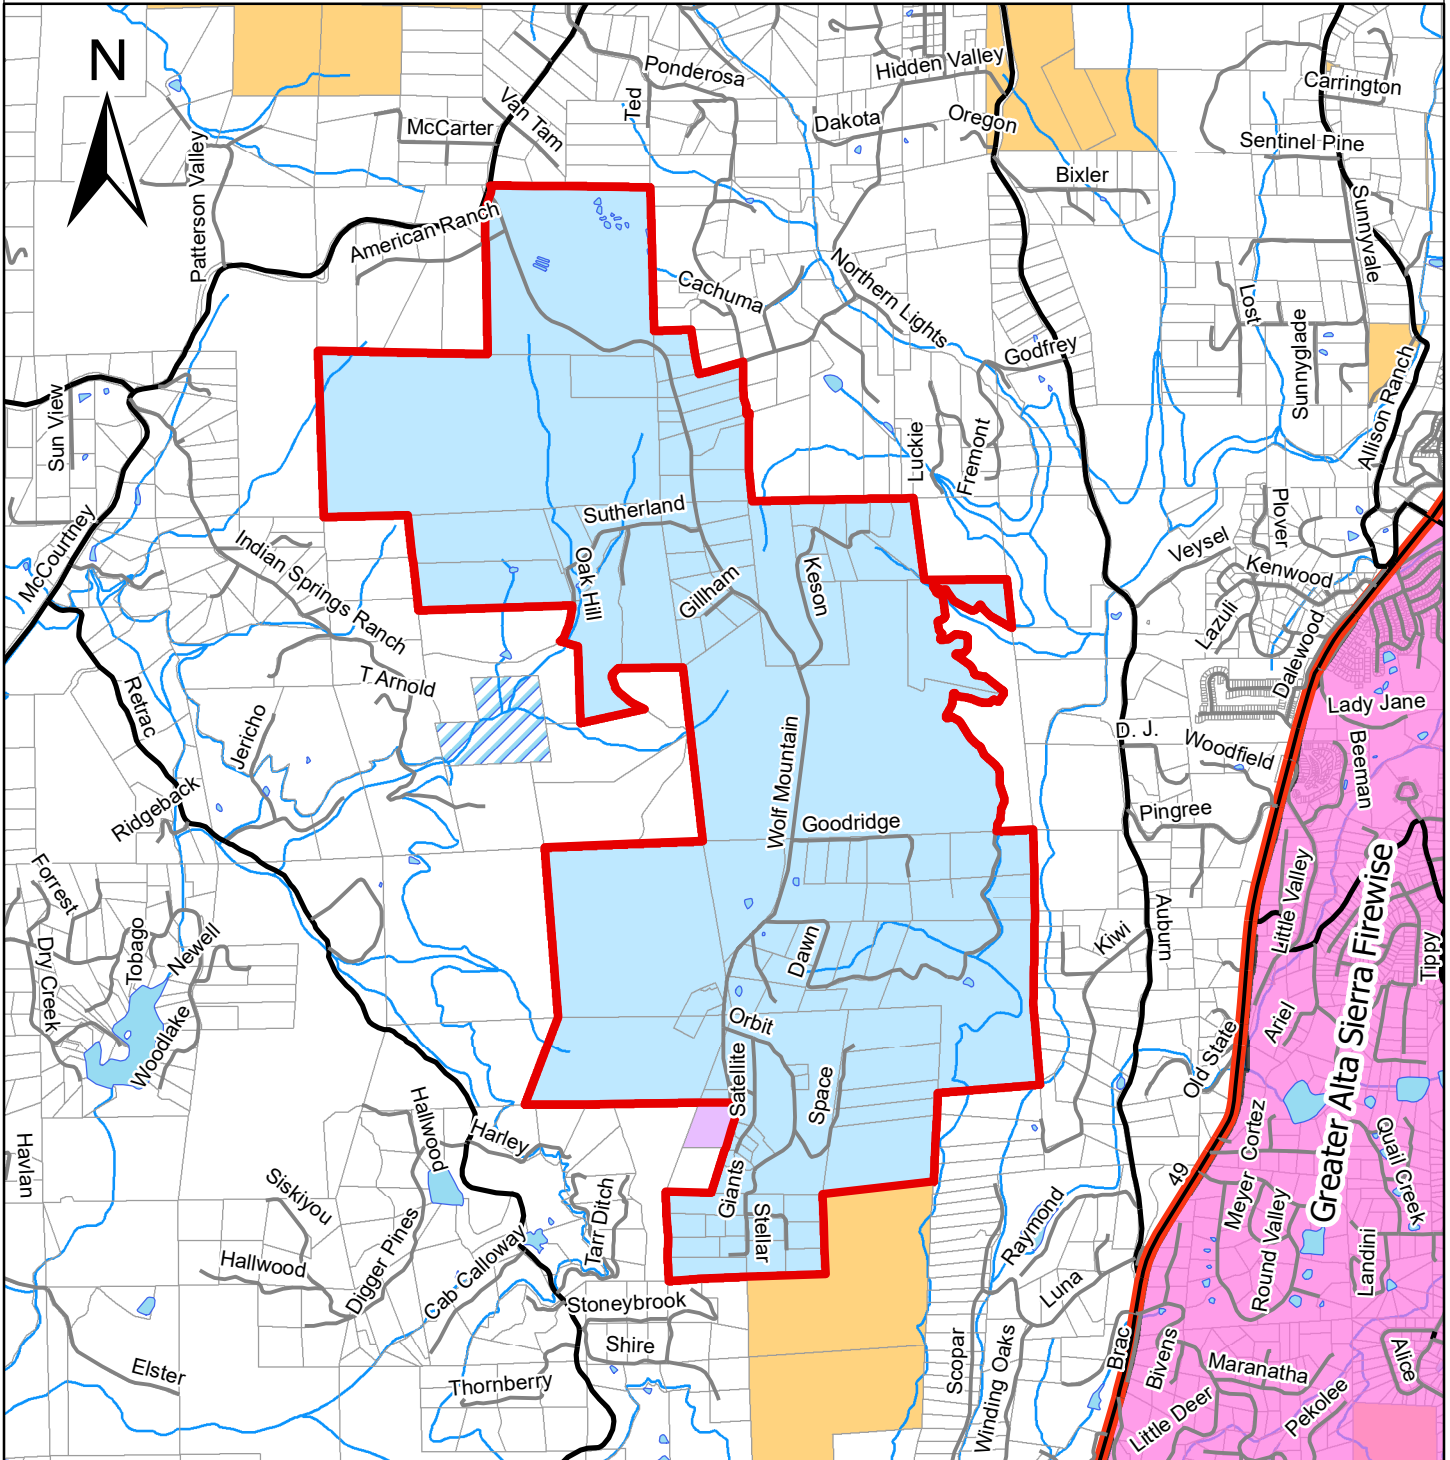 N
Ponderosa
Hidden Valley
Carrington
Van Tam
Ted
McCarter
Dakota
Oregon
Sentinel Pine
Patterson Valley
Bixler
American Ranch
Sunnyvale
Cachuma
Northern Lights
Lost
Sunnyglade
Godfrey
Allison Ranch
Sun View
Luckie
Fremont
McCourtney
Sutherland
Plover
Indian Springs Ranch
Veysel
Oak Hill
Gillham
Keson
Kenwood
Lazuli
Dalewood
T Arnold
Retrac
Lady Jane
Jericho
D. J.
Woodfield
Beeman
Wolf Mountain
Ridgeback
Goodridge
Pingree
Forrest
Little Valley
Greater Alta Sierra Firewise
Tobago
Newell
Dry Creek
Dawn
Kiwi
Auburn
Tippy
Woodlake
Orbit
Ariel
Old State
Satellite
Space
Hallwood
Harley
Cortez
Quail Creek
Havlan
Siskiyou
Giants
49
Meyer
Tarr Ditch
Stellar
Raymond
Round Valley
Landini
Hallwood
Digger Pines
Cab Calloway
Luna
Stoneybrook
Shire
Scopar
Winding Oaks
Brac
Bivens
Maranatha
Alice
Elster
Thornberry
Little Deer
Pekolee